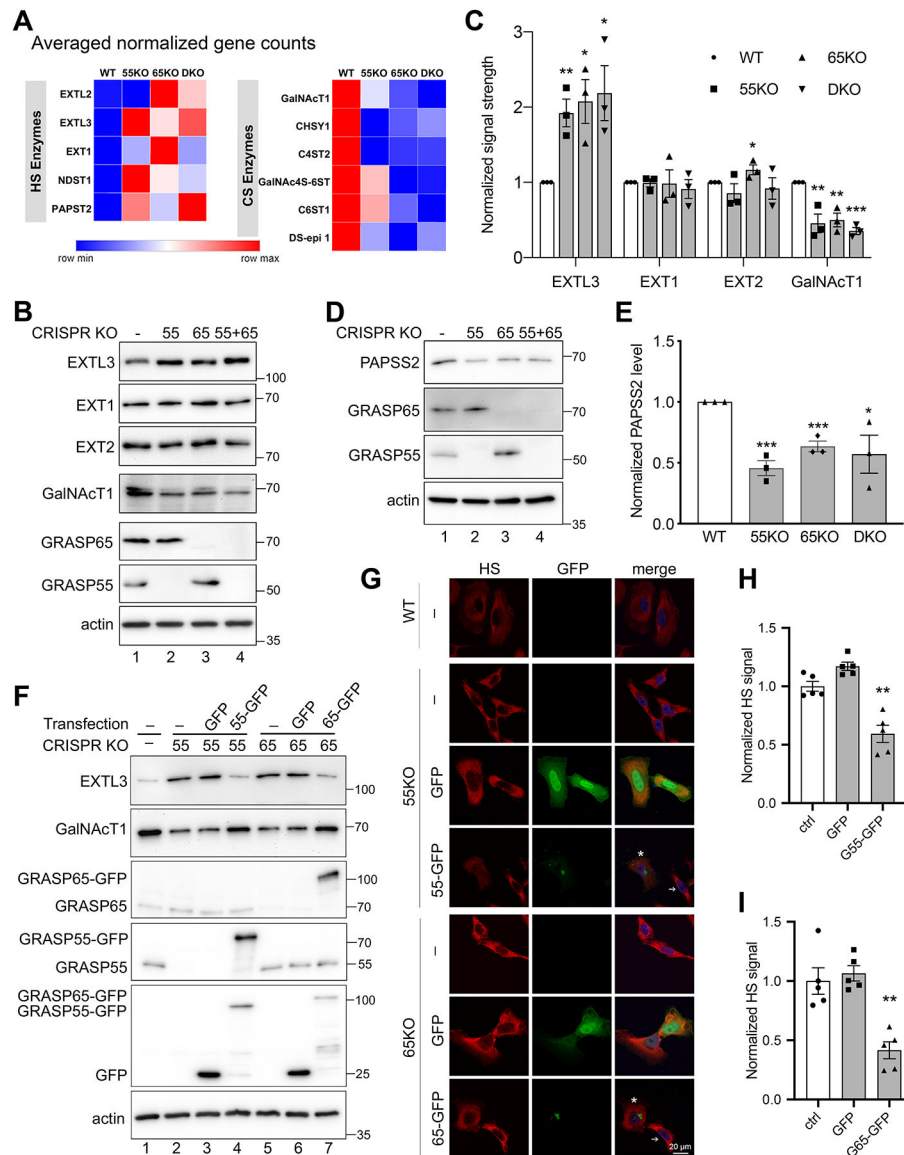 A
Averaged normalized gene counts
WT 55KO 65KO DKO
HS Enzymes
EXTL2
EXTL3
EXT1
NDST1
PAPST2
WT 55KO 65KO DKO
CS Enzymes
GalNAcT1
CHSY1
C4ST2
GalNAc4S-6ST
C6ST1
DS-epi 1
row min
row max
C
Normalized signal strength
3
2
1
0
WT
55KO
65KO
DKO
** * *
*
** ** ***
EXTL3 EXT1 EXT2 GalNAcT1
B
CRISPR KO - 55 65 55+65
EXTL3
100
EXT1 70
EXT2 70
GalNAcT1 70
GRASP65 70
GRASP55 50
actin
35
1 2 3 4
D
CRISPR KO - 55 65 55+65
PAPSS2 70
GRASP65 70
GRASP55 50
actin
35
1 2 3 4
E
Normalized PAPSS2 level
1.5
1.0
0.5
0.0
*** *** *
WT 55KO 65KO DKO
F
Transfection – – GFP 55-GFP – GFP 65-GFP
CRISPR KO – 55 55 55 65 65 65
EXTL3 100
GalNAcT1 70
GRASP65-GFP 100
GRASP65 70
GRASP55-GFP 70
GRASP55 55
GRASP65-GFP 100
GRASP55-GFP
GFP 25
actin
35
1 2 3 4 5 6 7
G
HS GFP merge
WT
–
55KO
–
GFP
55-GFP
*
65KO
–
GFP
65-GFP
*
20 µm
H
Normalized HS signal
1.5
1.0
0.5
0.0
**
ctrl GFP G55-GFP
I
Normalized HS signal
1.5
1.0
0.5
0.0
**
ctrl GFP G65-GFP